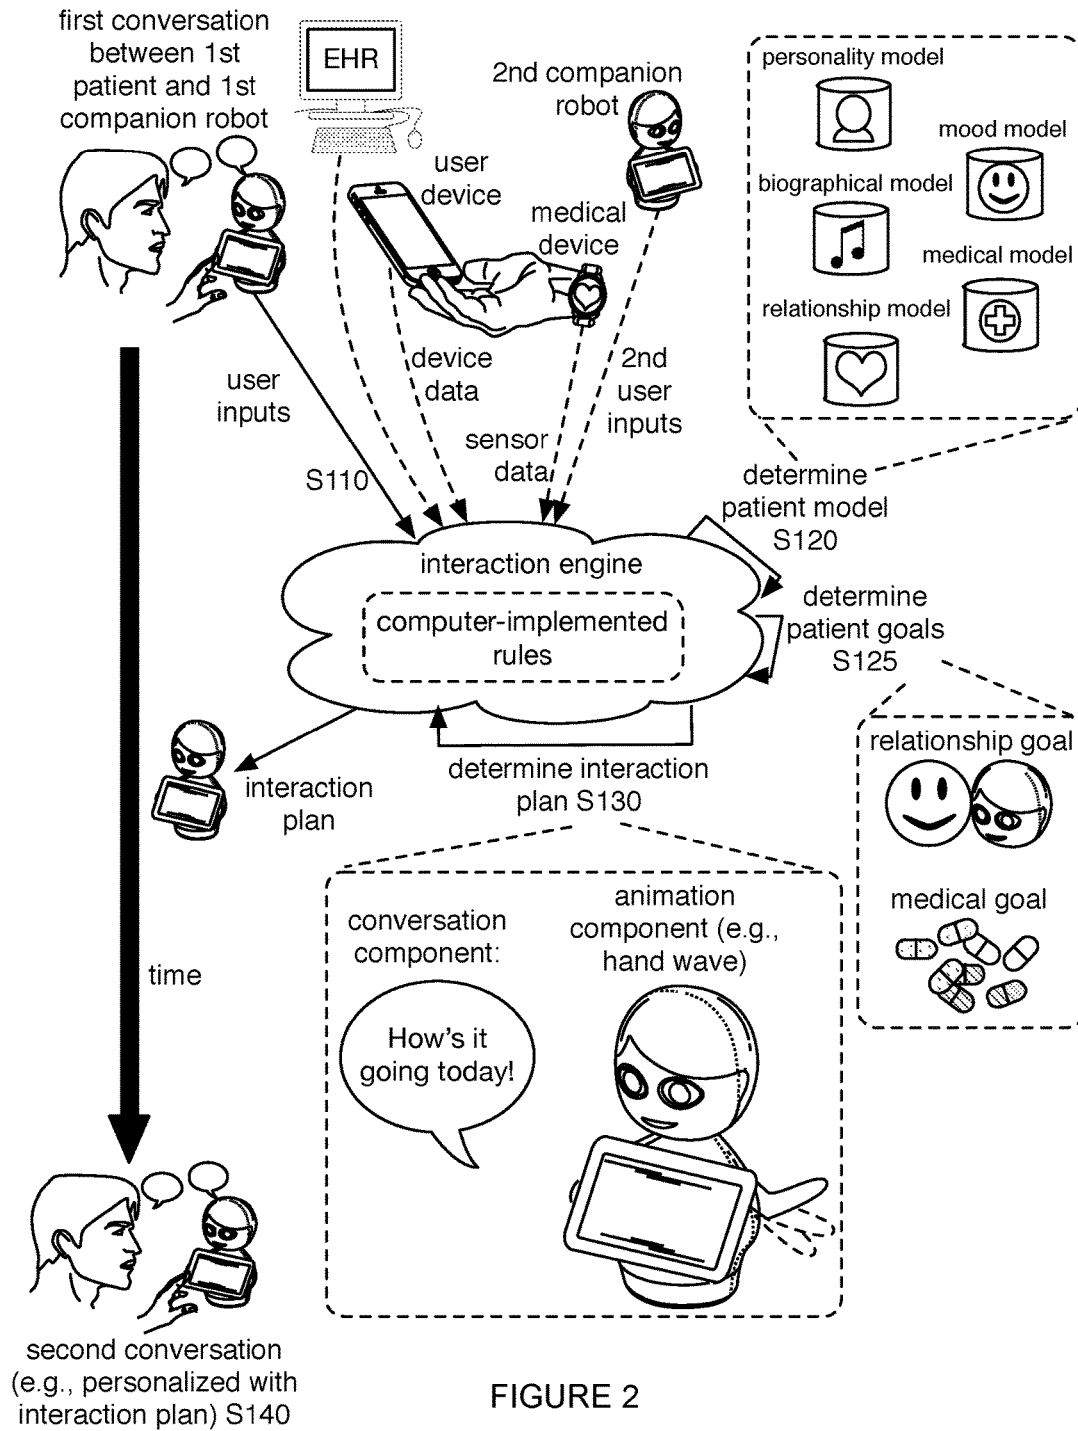 first conversation
between 1st
patient and 1st
companion robot
EHR
2nd companion
robot
user
device
medical
device
personality model
mood model
biographical model
medical model
relationship model
user
inputs
device
data
2nd
user
inputs
sensor
data
S110
determine
patient model
S120
interaction engine
computer-implemented
rules
determine
patient goals
S125
interaction
plan
determine interaction
plan S130
relationship goal
medical goal
time
conversation
component:
How's it
going today!
animation
component (e.g.,
hand wave)
second conversation
(e.g., personalized with
interaction plan) S140
FIGURE 2